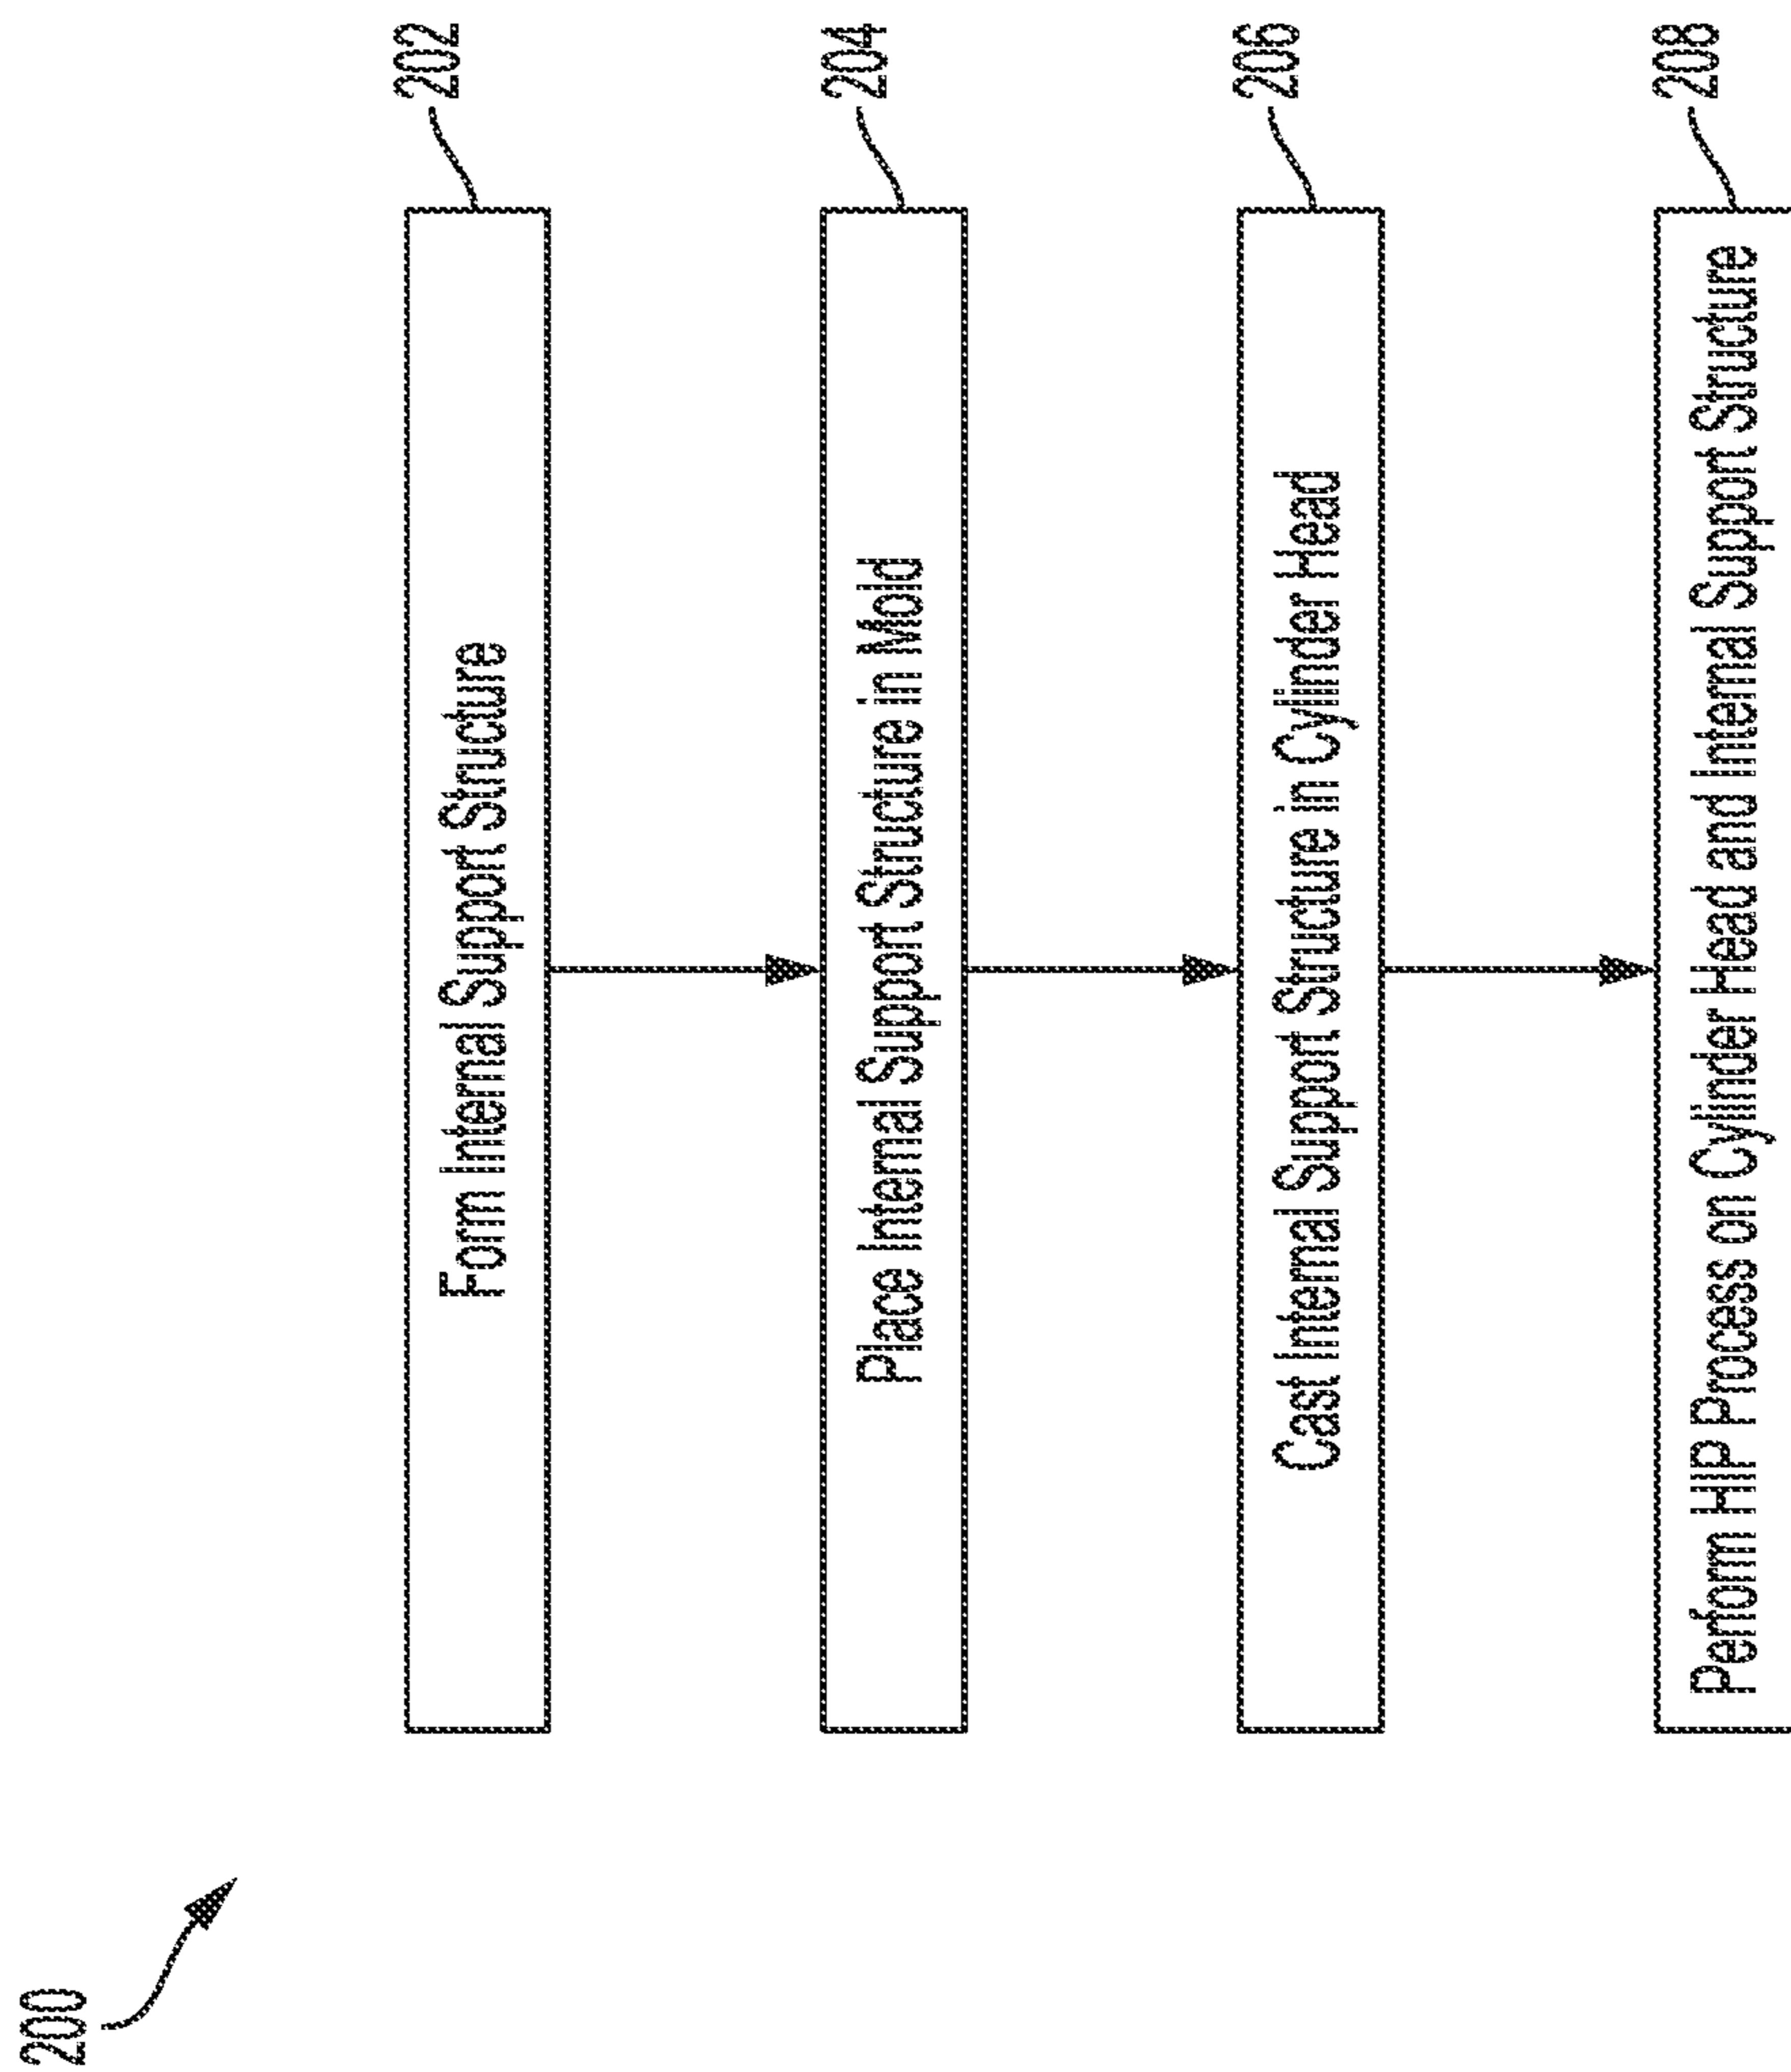 200
Form Internal Support Structure
202
Place Internal Support Structure in Mold
204
Cast Internal Support Structure in Cylinder Head
206
Perform HIP Process on Cylinder Head and Internal Support Structure
208